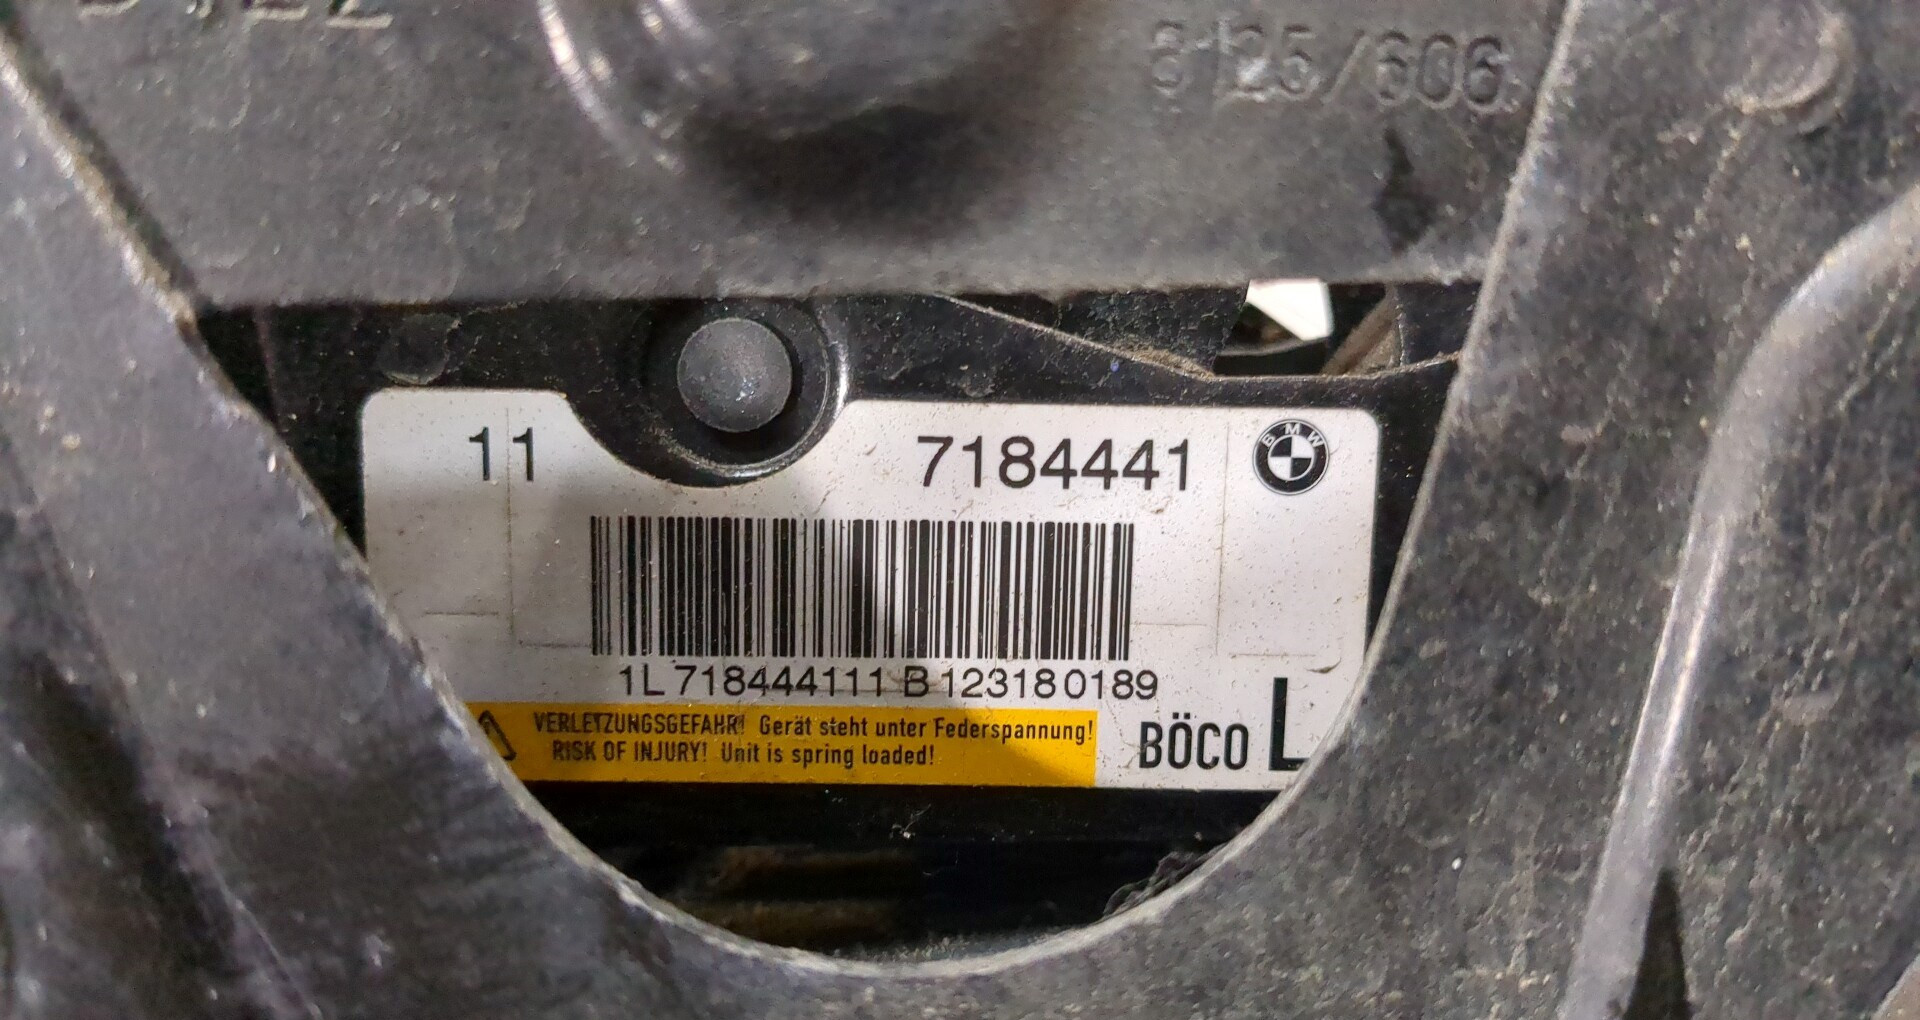 8125/606
11 7184441 BMW
1L 718444111 B 123180189
VERLETZUNGSGEFAHR! Gerät steht unter Federspannung!
RISK OF INJURY! Unit is spring loaded!
BÖCO L